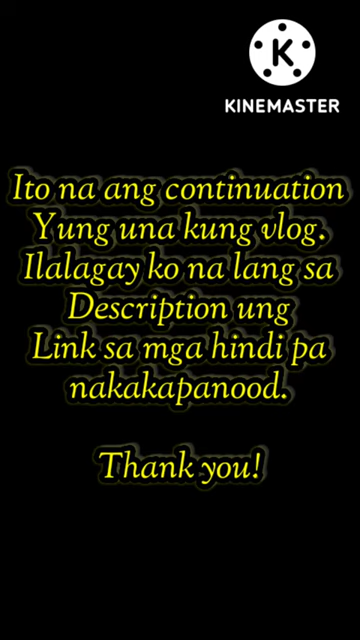 KINEMASTER
Ito na ang continuation
Yung una kung vlog.
Ilalagay ko na lang sa
Description ung
Link sa mga hindi pa
nakakapanood.
Thank you!